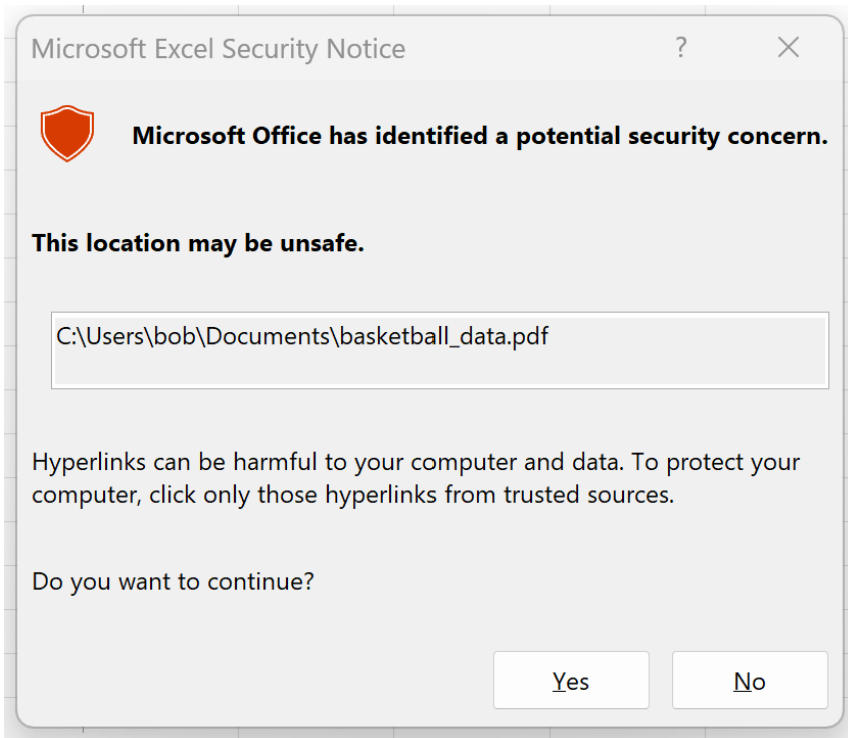 Microsoft Excel Security Notice ?
Microsoft Office has identified a potential security concern.
This location may be unsafe.
C:\Users\bob\Documents\basketball_data.pdf
Hyperlinks can be harmful to your computer and data. To protect your
computer, click only those hyperlinks from trusted sources.
Do you want to continue?
Yes No